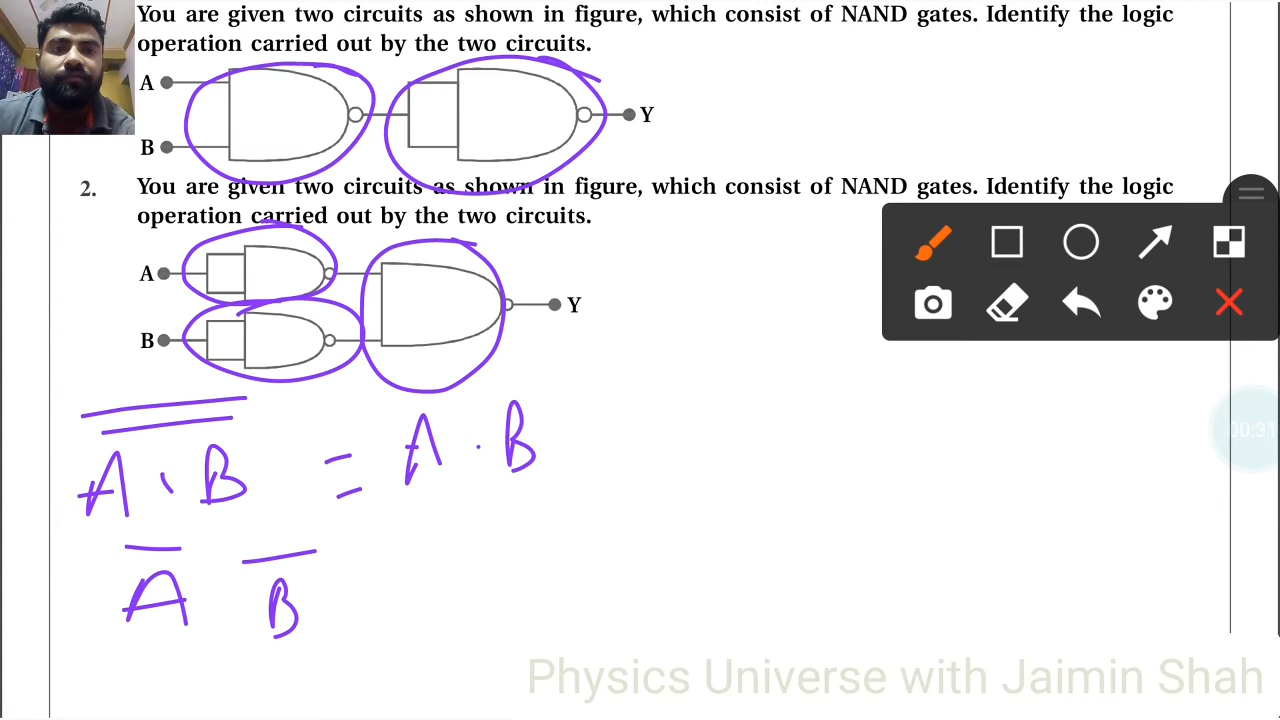 You are given two circuits as shown in figure, which consist of NAND gates. Identify the logic
operation carried out by the two circuits.
A
B
Y
2. You are given two circuits as shown in figure, which consist of NAND gates. Identify the logic
operation carried out by the two circuits.
A
B
Y
00:31
A · B = A · B
A B
Physics Universe with Jaimin Shah